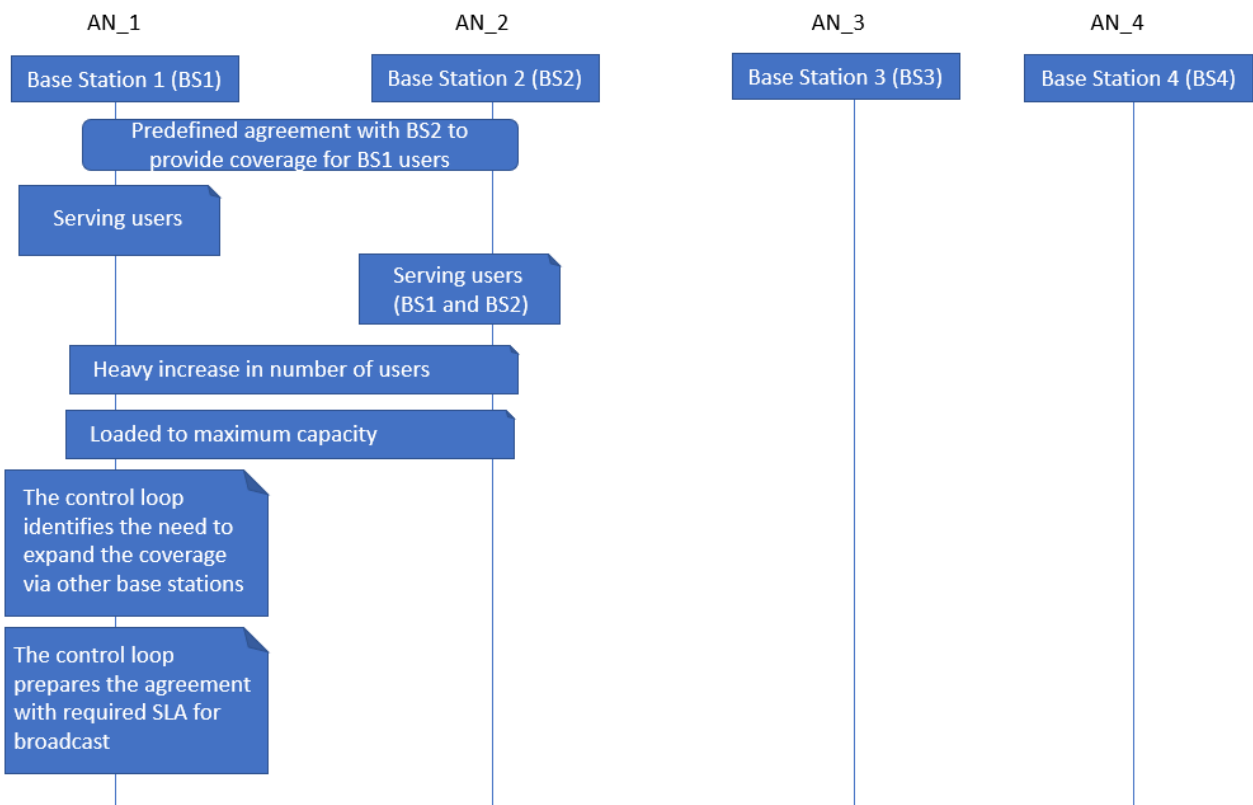 AN_1
AN_2
AN_3
AN_4
Base Station 1 (BS1)
Base Station 2 (BS2)
Base Station 3 (BS3)
Base Station 4 (BS4)
Predefined agreement with BS2 to
provide coverage for BS1 users
Serving users
Serving users
(BS1 and BS2)
Heavy increase in number of users
Loaded to maximum capacity
The control loop
identifies the need to
expand the coverage
via other base stations
The control loop
prepares the agreement
with required SLA for
broadcast